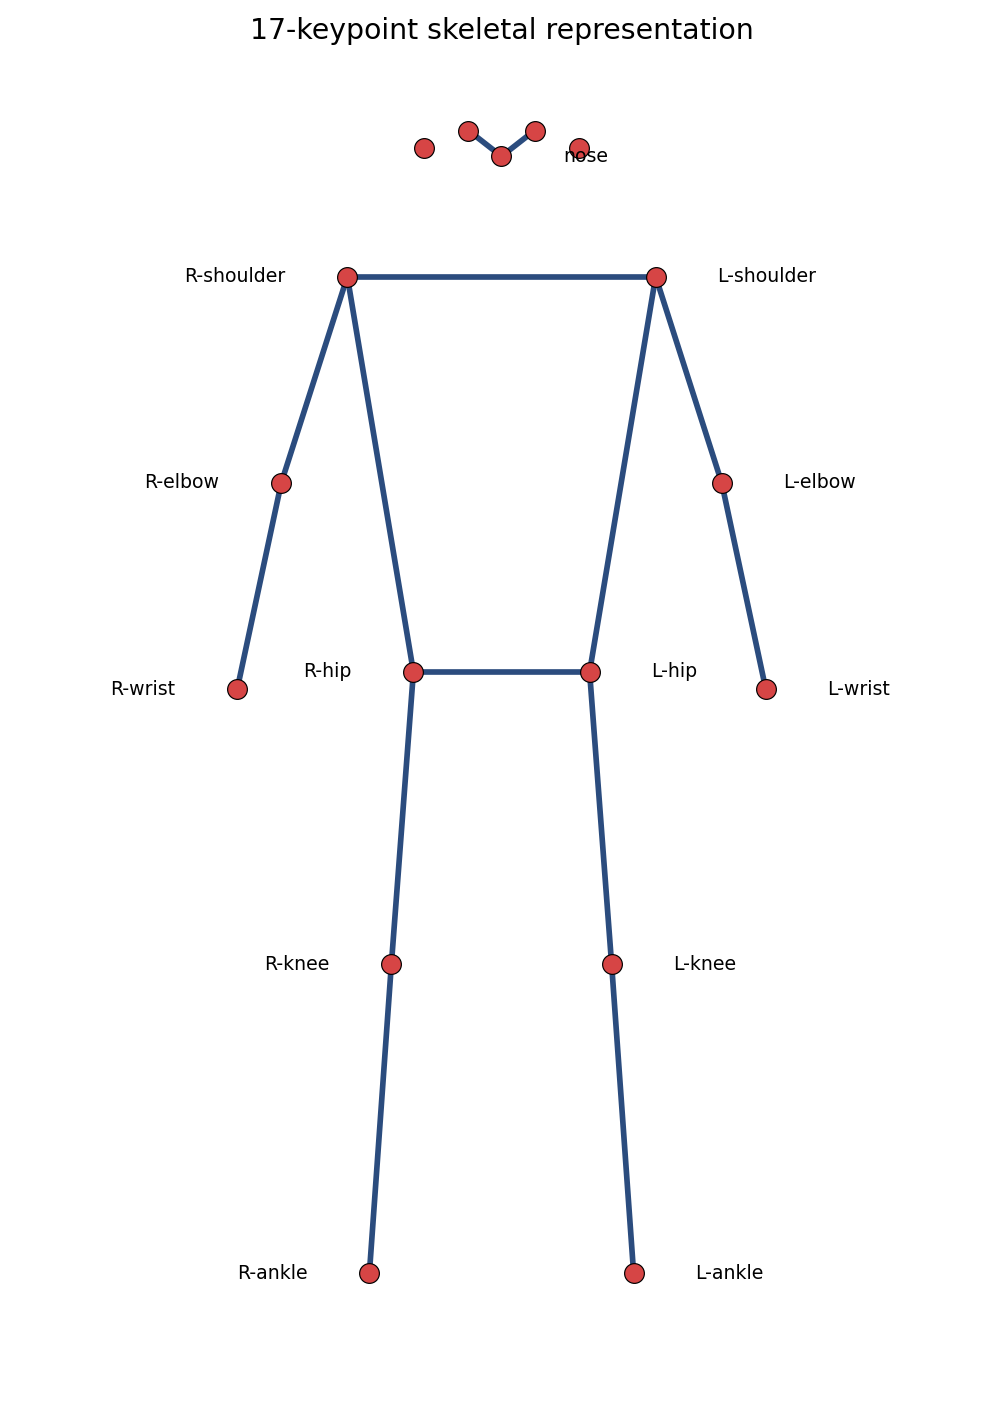 17-keypoint skeletal representation
nose
R-shoulder
L-shoulder
R-elbow
L-elbow
R-hip
L-hip
R-wrist
L-wrist
R-knee
L-knee
R-ankle
L-ankle